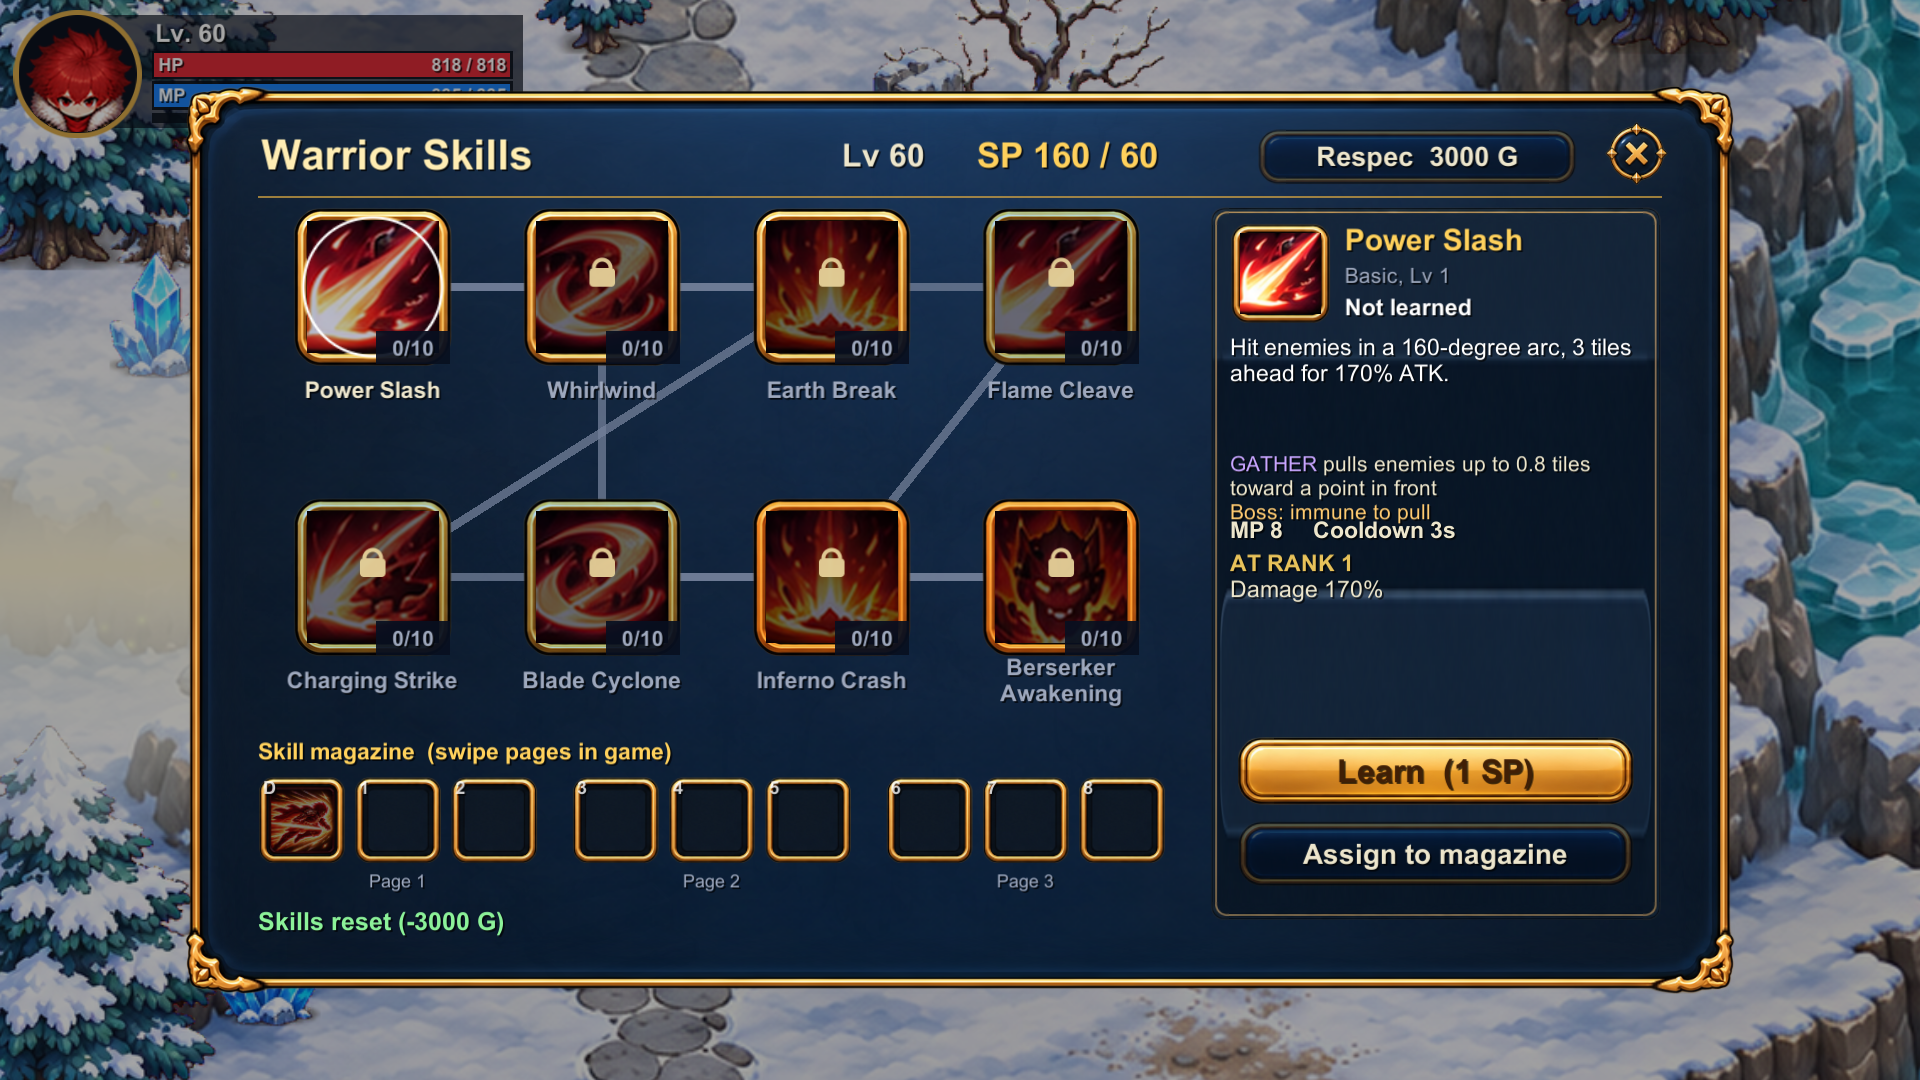 Lv. 60
HP 818 / 818
MP
Warrior Skills
Lv 60
SP 160 / 60
Respec 3000 G
0/10
0/10
0/10
0/10
Power Slash
Whirlwind
Earth Break
Flame Cleave
0/10
0/10
0/10
0/10
Charging Strike
Blade Cyclone
Inferno Crash
Berserker
Awakening
Skill magazine (swipe pages in game)
D
1
2
3
4
5
6
7
8
Page 1
Page 2
Page 3
Skills reset (-3000 G)
Power Slash
Basic, Lv 1
Not learned
Hit enemies in a 160-degree arc, 3 tiles
ahead for 170% ATK.
GATHER pulls enemies up to 0.8 tiles
toward a point in front
Boss: immune to pull
MP 8 Cooldown 3s
AT RANK 1
Damage 170%
Learn (1 SP)
Assign to magazine